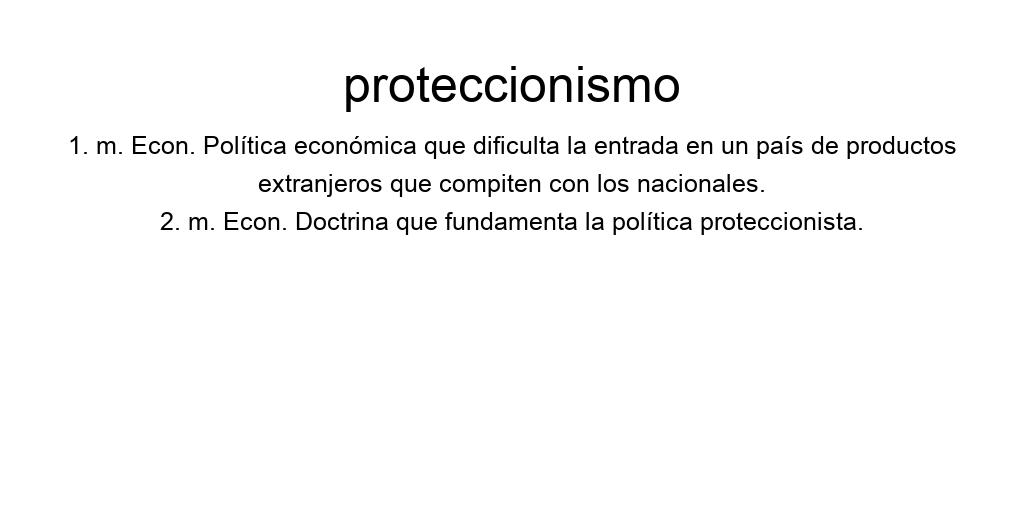 proteccionismo
1. m. Econ. Política económica que dificulta la entrada en un país de productos
extranjeros que compiten con los nacionales.
2. m. Econ. Doctrina que fundamenta la política proteccionista.